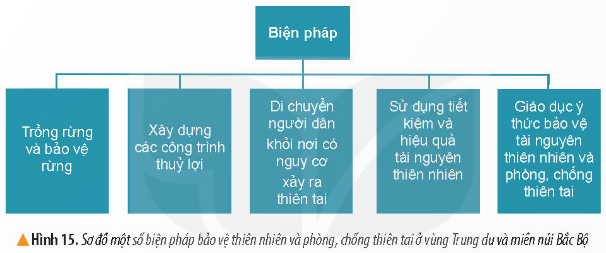 Biện pháp
Trồng rừng
và bảo vệ
rừng
Xây dựng
các công trình
thuỷ lợi
Di chuyển
người dân
khỏi nơi có
nguy cơ
xảy ra
thiên tai
Sử dụng tiết
kiệm và
hiệu quả
tài nguyên
thiên nhiên
Giáo dục ý
thức bảo vệ
tài nguyên
thiên nhiên và
phòng, chống
thiên tai
Hình 15. Sơ đồ một số biện pháp bảo vệ thiên nhiên và phòng, chống thiên tai ở vùng Trung du và miền núi Bắc Bộ